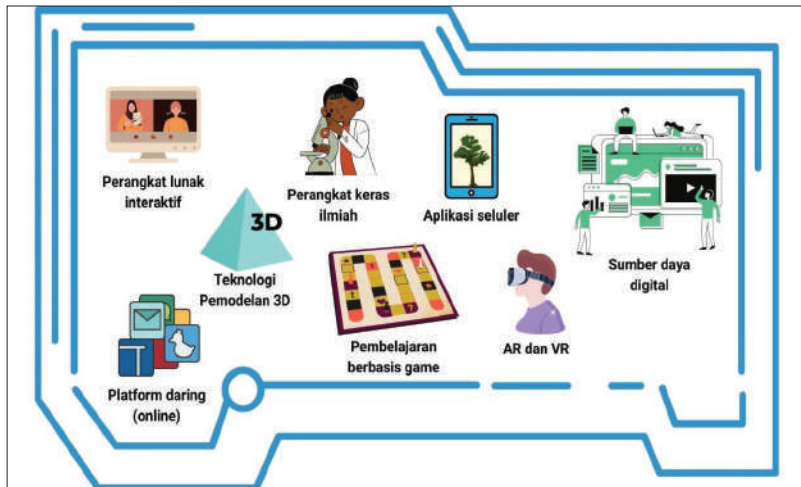 Perangkat lunak
interaktif
Perangkat keras
ilmiah
Aplikasi seluler
Sumber daya
digital
3D
Teknologi
Pemodelan 3D
Platform daring
(online)
Pembelajaran
berbasis game
AR dan VR